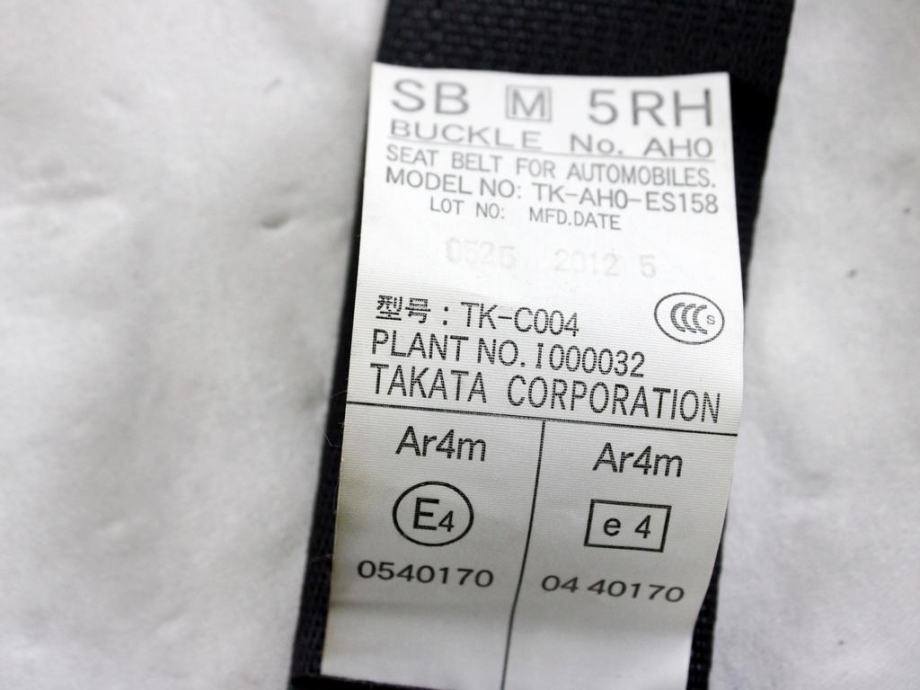 SB M 5RH
BUCKLE No. AH0
SEAT BELT FOR AUTOMOBILES.
MODEL NO: TK-AH0-ES158
LOT NO: MFD.DATE
0525 2012 5
型号: TK-C004
CCC S
PLANT NO. I000032
TAKATA CORPORATION
Ar4m Ar4m
E4 e 4
0540170 04 40170